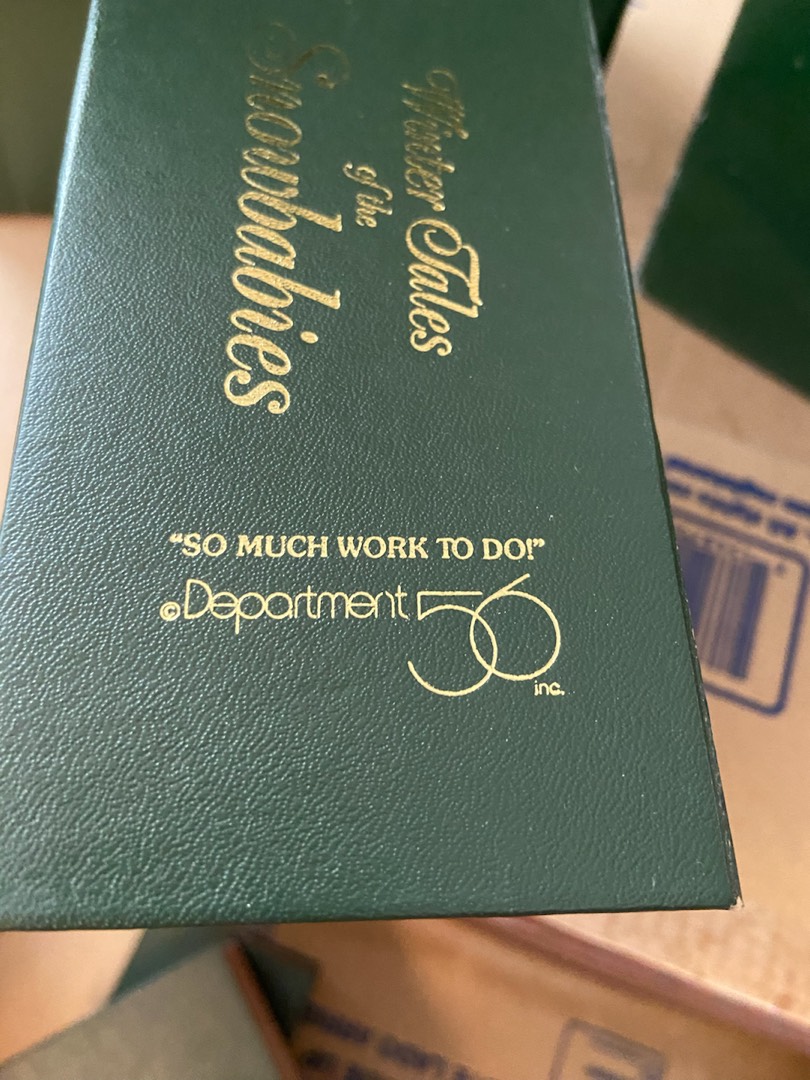 Winter Tales
of the
Snowbabies
“SO MUCH WORK TO DO!”
©Department 56
inc.